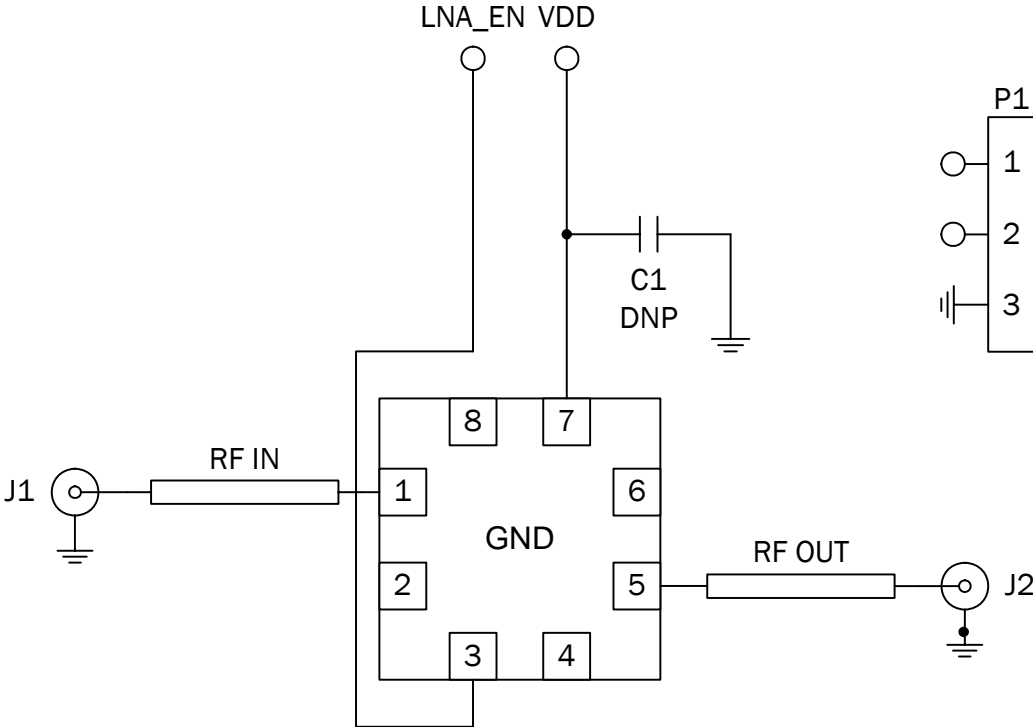 LNA_EN VDD
P1
1
2
3
C1
DNP
8 7
RF IN
J1
1
6
GND
RF OUT
2
5
J2
3 4